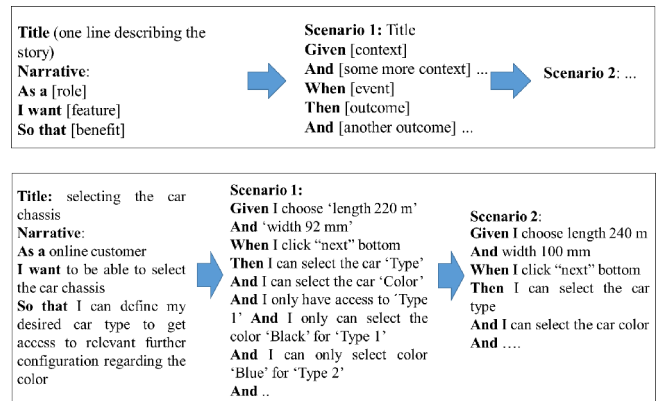 Title (one line describing the
story)
Narrative:
As a [role]
I want [feature]
So that [benefit]
Scenario 1: Title
Given [context]
And [some more context] ...
When [event]
Then [outcome]
And [another outcome] ...
Scenario 2: ...
Title: selecting the car
chassis
Narrative:
As a online customer
I want to be able to select
the car chassis
So that I can define my
desired car type to get
access to relevant further
configuration regarding the
color
Scenario 1:
Given I choose ‘length 220 m’
And ‘width 92 mm’
When I click “next” bottom
Then I can select the car ‘Type’
And I can select the car ‘Color’
And I only have access to ´Type
1’ And I only can select the
color ‘Black’ for ‘Type 1’
And I can only select color
‘Blue’ for ‘Type 2’
And ..
Scenario 2:
Given I choose length 240 m
And width 100 mm
When I click “next” bottom
Then I can select the car
type
And I can select the car color
And ....